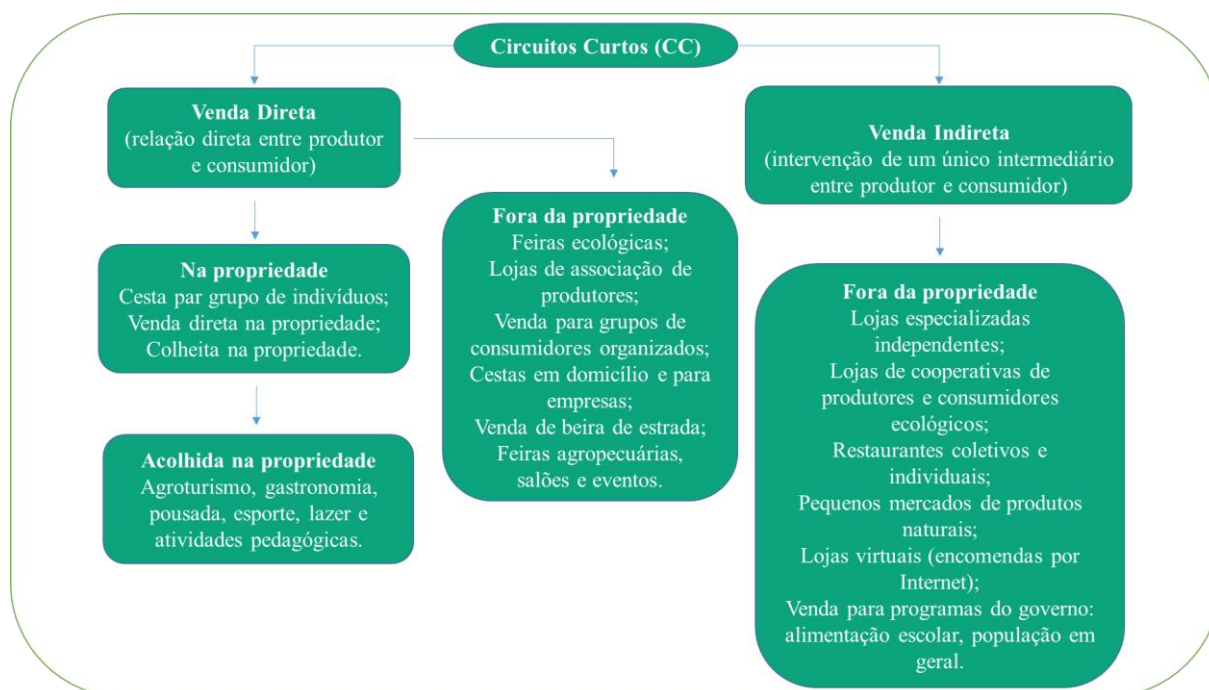 Circuitos Curtos (CC)
Venda Direta
(relação direta entre produtor
e consumidor)
Na propriedade
Cesta par grupo de indivíduos;
Venda direta na propriedade;
Colheita na propriedade.
Acolhida na propriedade
Agroturismo, gastronomia,
pousada, esporte, lazer e
atividades pedagógicas.
Fora da propriedade
Feiras ecológicas;
Lojas de associação de
produtores;
Venda para grupos de
consumidores organizados;
Cestas em domicílio e para
empresas;
Venda de beira de estrada;
Feiras agropecuárias,
salões e eventos.
Venda Indireta
(intervenção de um único intermediário
entre produtor e consumidor)
Fora da propriedade
Lojas especializadas
independentes;
Lojas de cooperativas de
produtores e consumidores
ecológicos;
Restaurantes coletivos e
individuais;
Pequenos mercados de produtos
naturais;
Lojas virtuais (encomendas por
Internet);
Venda para programas do governo:
alimentação escolar, população em
geral.